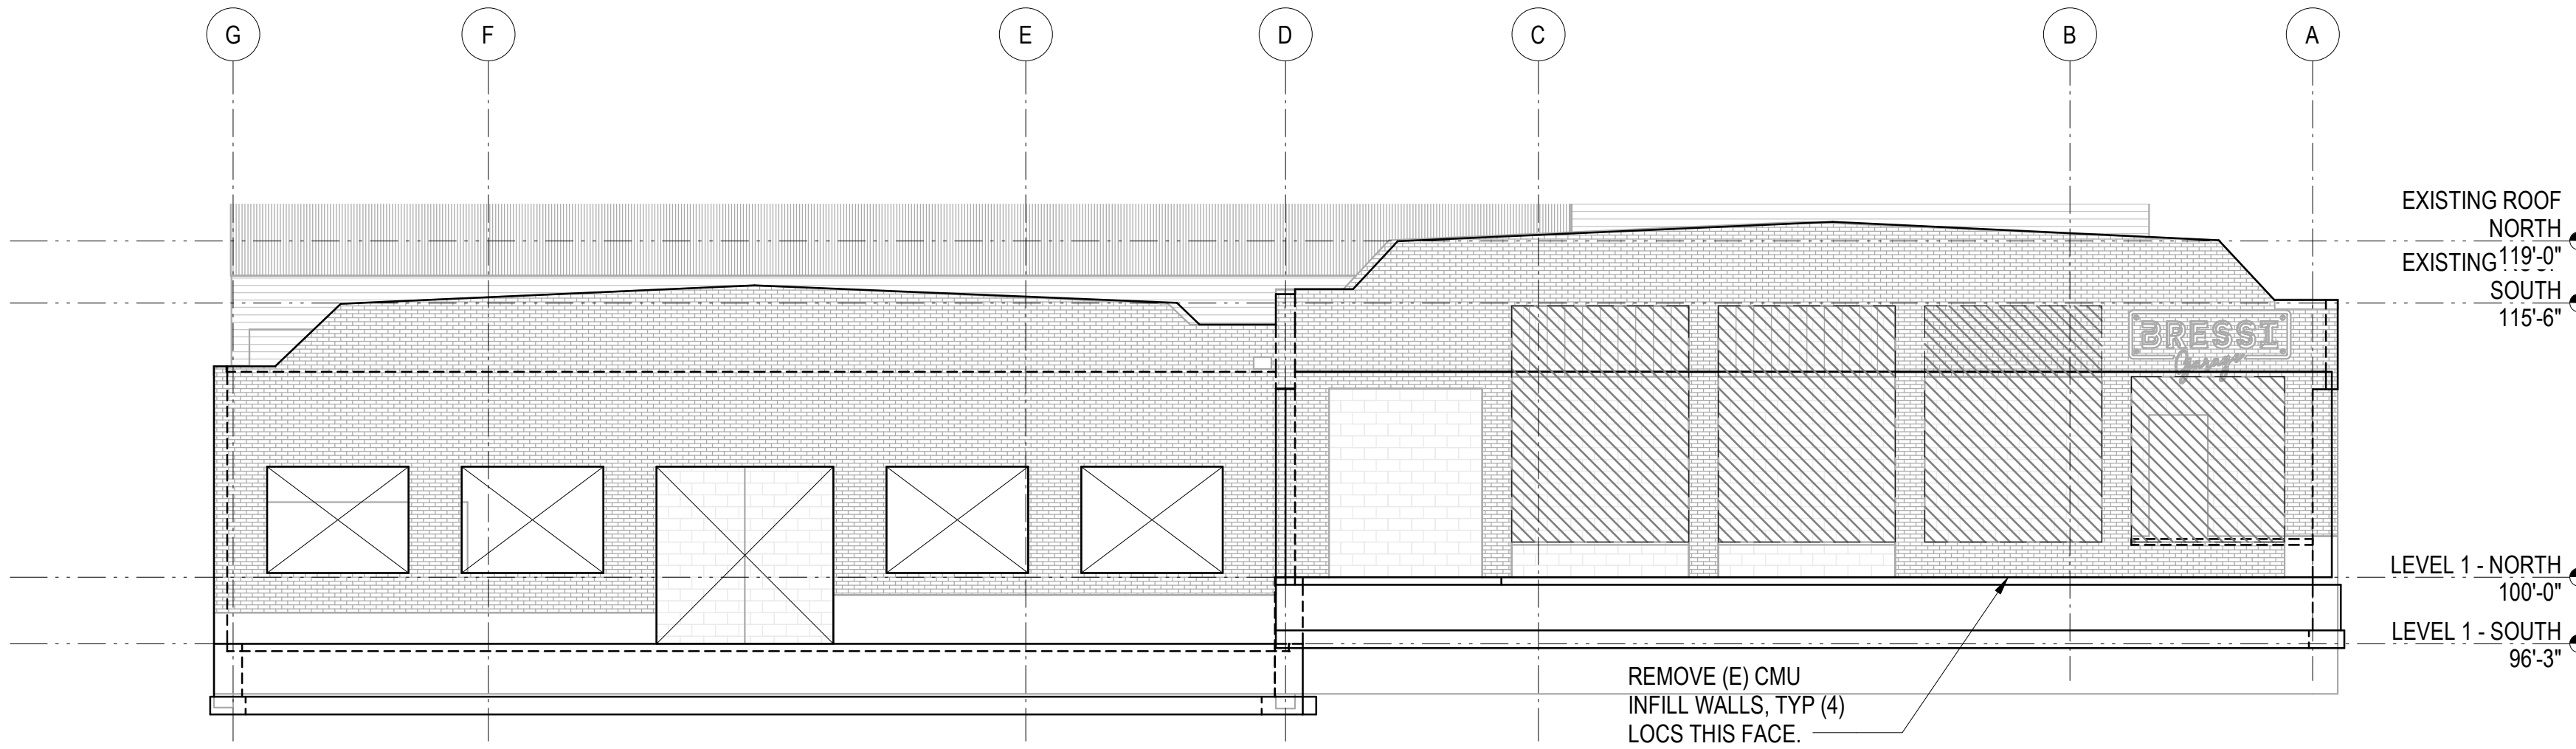 G
F
E
D
C
B
A
EXISTING ROOF
NORTH
119'-0"
EXISTING
SOUTH
115'-6"
BRESSI
Garage
LEVEL 1 - NORTH
100'-0"
LEVEL 1 - SOUTH
96'-3"
REMOVE (E) CMU
INFILL WALLS, TYP (4)
LOCS THIS FACE.